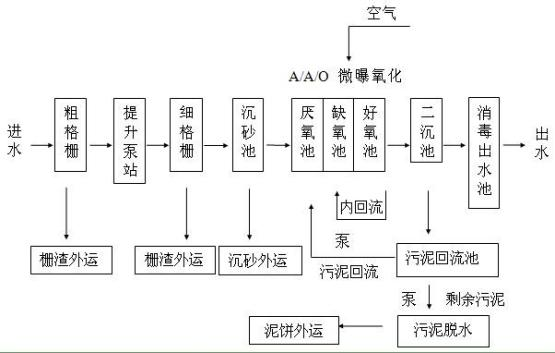 空气
A/A/O 微曝氧化
进水
粗格栅
提升泵站
细格栅
沉砂池
厌氧池
缺氧池
好氧池
二沉池
消毒出水池
出水
内回流
泵
污泥回流
栅渣外运
栅渣外运
沉砂外运
污泥回流池
泵
剩余污泥
泥饼外运
污泥脱水